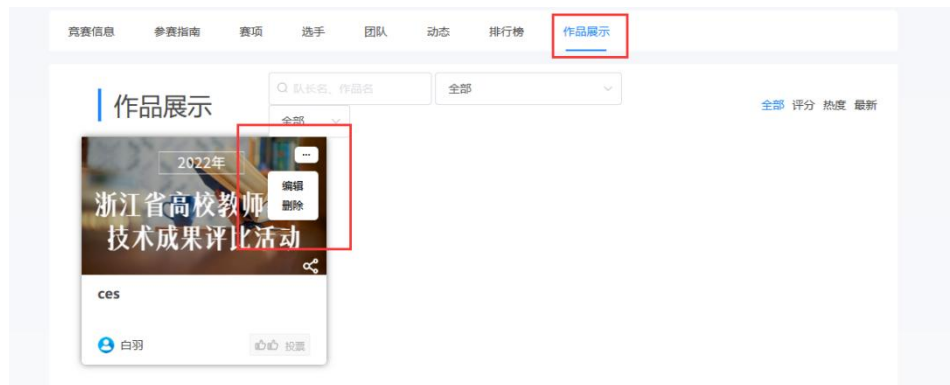 竞赛信息 参赛指南 赛项 选手 团队 动态 排行榜 作品展示
作品展示
队长名、作品名
全部
全部
全部 评分 热度 最新
2022年
浙江省高校教师
技术成果评比活动
...
编辑
删除
ces
白羽
投票